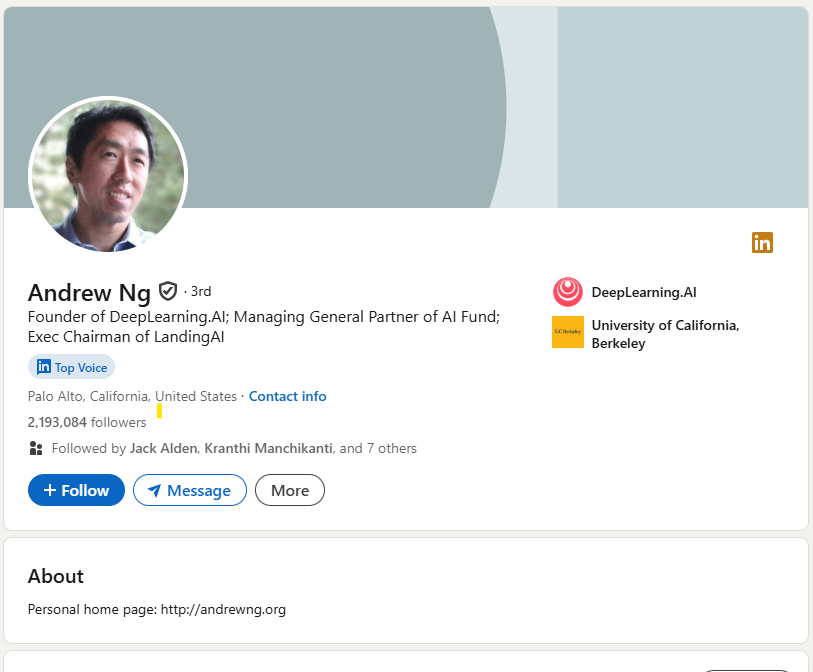 in
Andrew Ng · 3rd
Founder of DeepLearning.AI; Managing General Partner of AI Fund;
Exec Chairman of LandingAI
in Top Voice
Palo Alto, California, United States · Contact info
2,193,084 followers
Followed by Jack Alden, Kranthi Manchikanti, and 7 others
+ Follow
Message
More
DeepLearning.AI
UC Berkeley
University of California,
Berkeley
About
Personal home page: http://andrewng.org